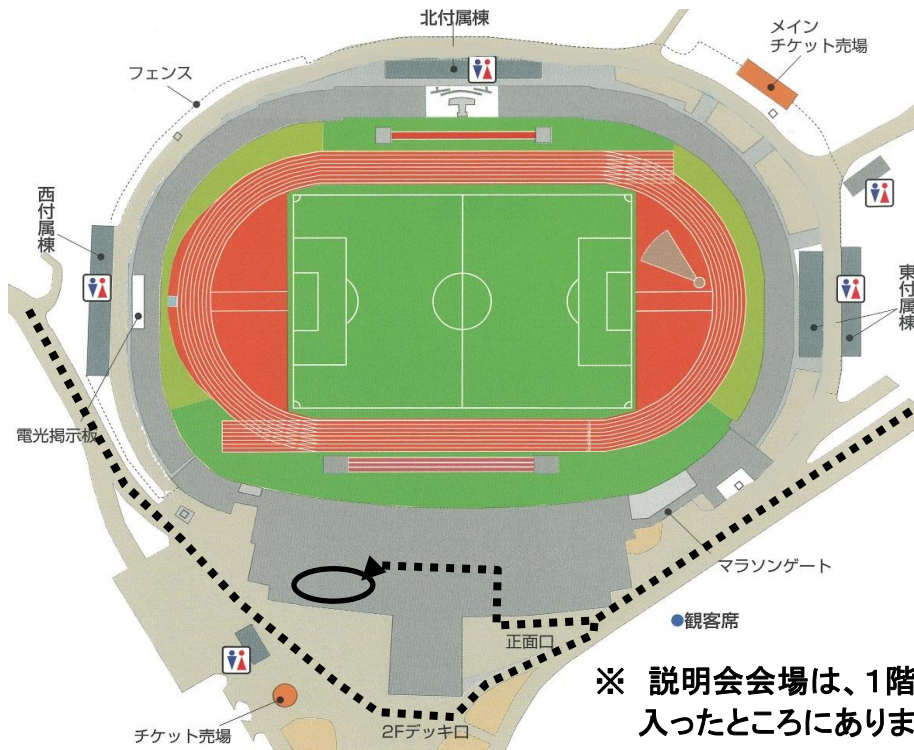 北付属棟
メイン
チケット売場
フェンス
西付属棟
東付属棟
電光掲示板
マラソンゲート
●観客席
正面口
※ 説明会会場は、1階
入ったところにありま
2Fデッキ口
チケット売場